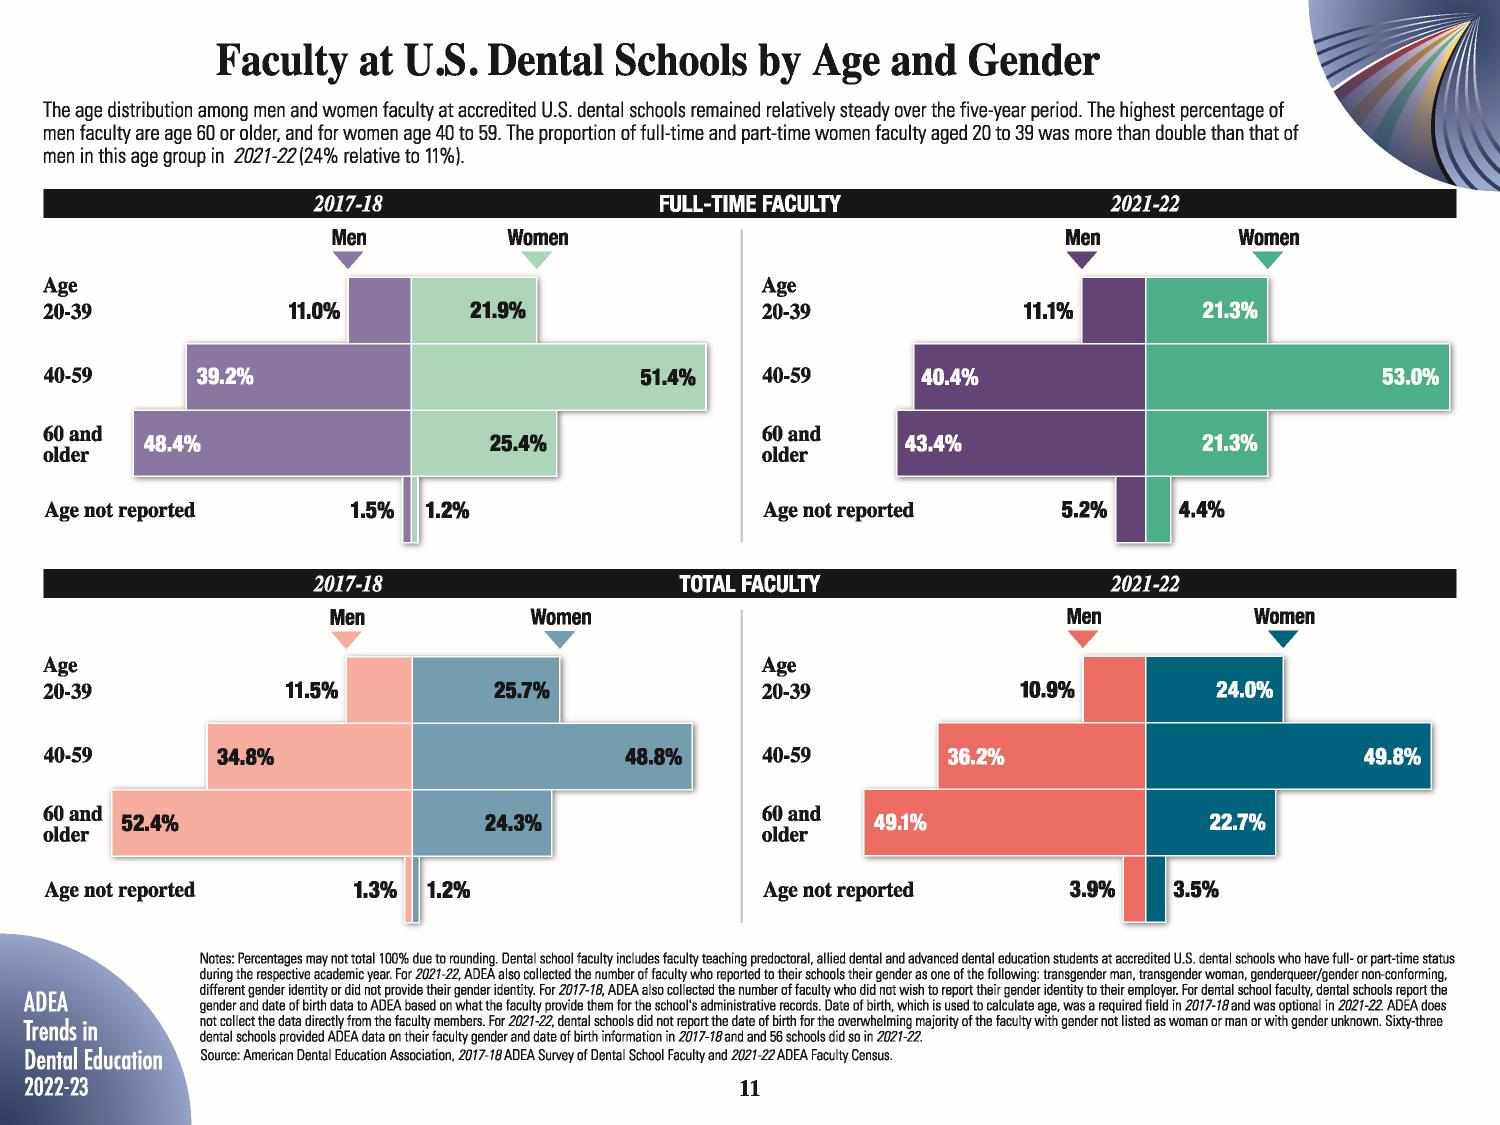 Faculty at U.S. Dental Schools by Age and Gender
The age distribution among men and women faculty at accredited U.S. dental schools remained relatively steady over the five-year period. The highest percentage of
men faculty are age 60 or older, and for women age 40 to 59. The proportion of full-time and part-time women faculty aged 20 to 39 was more than double than that of
men in this age group in 2021-22 (24% relative to 11%).
2017-18 FULL-TIME FACULTY 2021-22
Men Women Men Women
Age Age
20-39 11.0% 21.9% 20-39 11.1% 21.3%
40-59 39.2% 51.4% 40-59 40.4% 53.0%
60 and 60 and
older 48.4% 25.4% older 43.4% 21.3%
Age not reported 1.5% 1.2% Age not reported 5.2% 4.4%
2017-18 TOTAL FACULTY 2021-22
Men Women Men Women
Age Age
20-39 11.5% 25.7% 20-39 10.9% 24.0%
40-59 34.8% 48.8% 40-59 36.2% 49.8%
60 and 60 and
older 52.4% 24.3% older 49.1% 22.7%
Age not reported 1.3% 1.2% Age not reported 3.9% 3.5%
Notes: Percentages may not total 100% due to rounding. Dental school faculty includes faculty teaching predoctoral, allied dental and advanced dental education students at accredited U.S. dental schools who have full- or part-time status
during the respective academic year. For 2021-22, ADEA also collected the number of faculty who reported to their schools their gender as one of the following: transgender man, transgender woman, genderqueer/gender non-conforming,
different gender identity or did not provide their gender identity. For 2017-18, ADEA also collected the number of faculty who did not wish to report their gender identity to their employer. For dental school faculty, dental schools report the
gender and date of birth data to ADEA based on what the faculty provide them for the school's administrative records. Date of birth, which is used to calculate age, was a required field in 2017-18 and was optional in 2021-22. ADEA does
not collect the data directly from the faculty members. For 2021-22, dental schools did not report the date of birth for the overwhelming majority of the faculty with gender not listed as woman or man or with gender unknown. Sixty-three
dental schools provided ADEA data on their faculty gender and date of birth information in 2017-18 and and 56 schools did so in 2021-22.
Source: American Dental Education Association, 2017-18 ADEA Survey of Dental School Faculty and 2021-22 ADEA Faculty Census.
ADEA
Trends in
Dental Education
2022-23
11